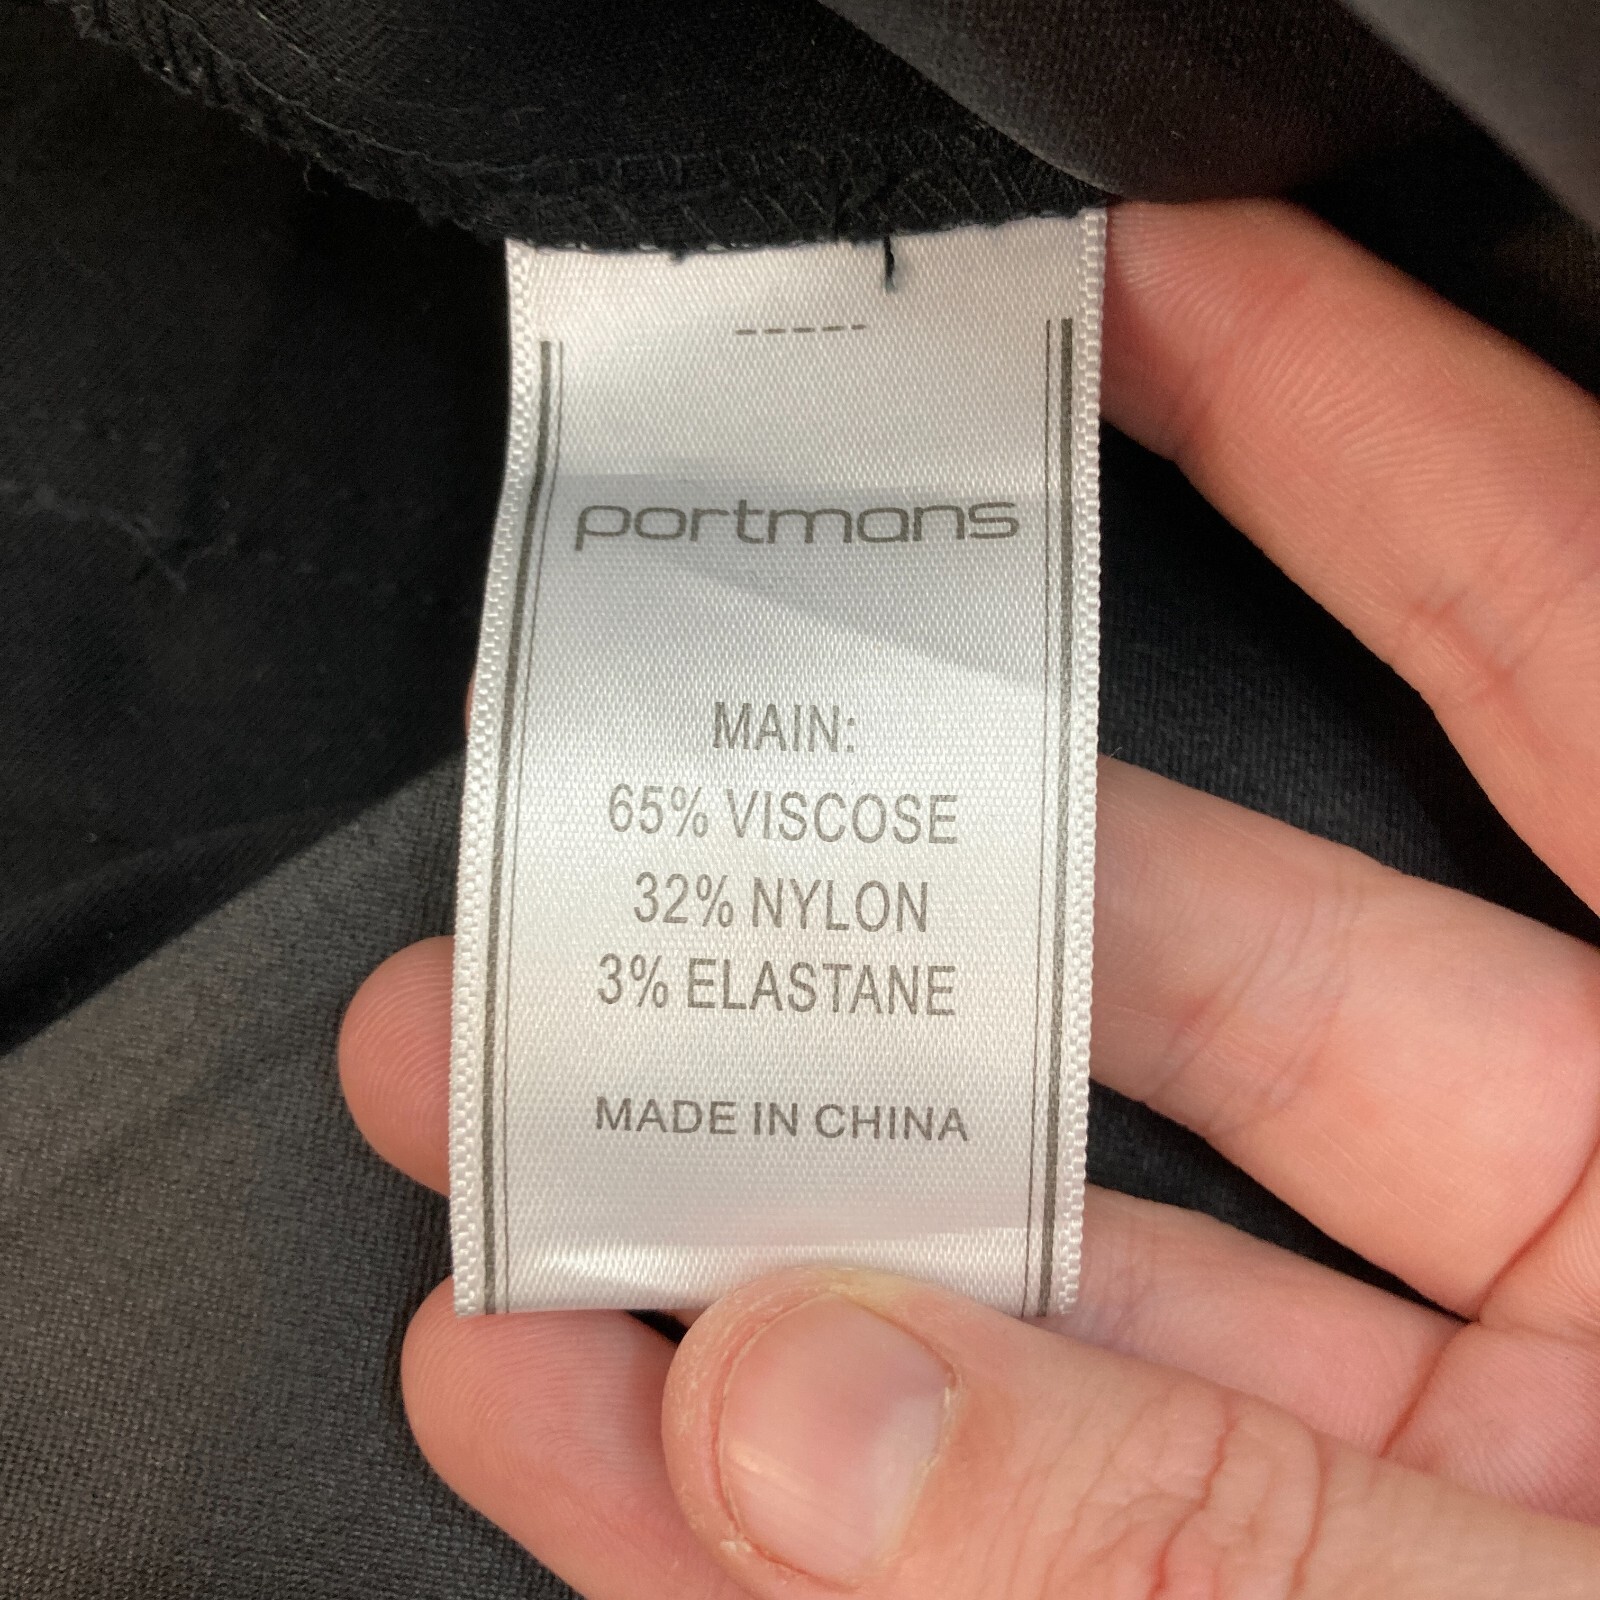 portmans
MAIN:
65% VISCOSE
32% NYLON
3% ELASTANE
MADE IN CHINA